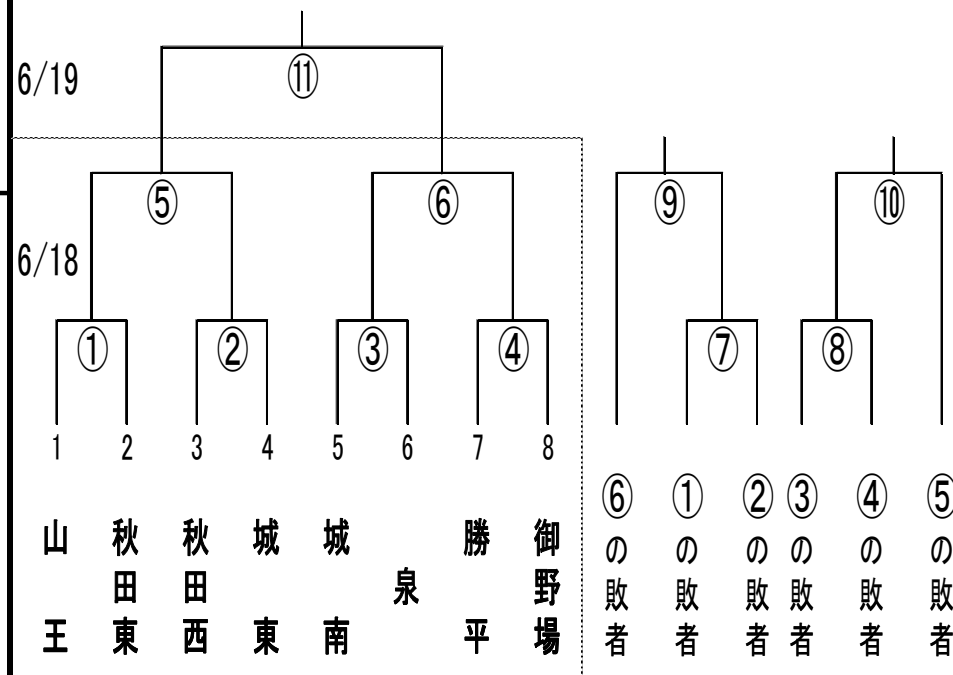 6/19
⑪
⑤
⑥
⑨
⑩
6/18
①
②
③
④
⑦
⑧
1
2
3
4
5
6
7
8
山王
秋田東
秋田西
城東
城南
泉
勝平
御野場
⑥の敗者
①の敗者
②の敗者
③の敗者
④の敗者
⑤の敗者